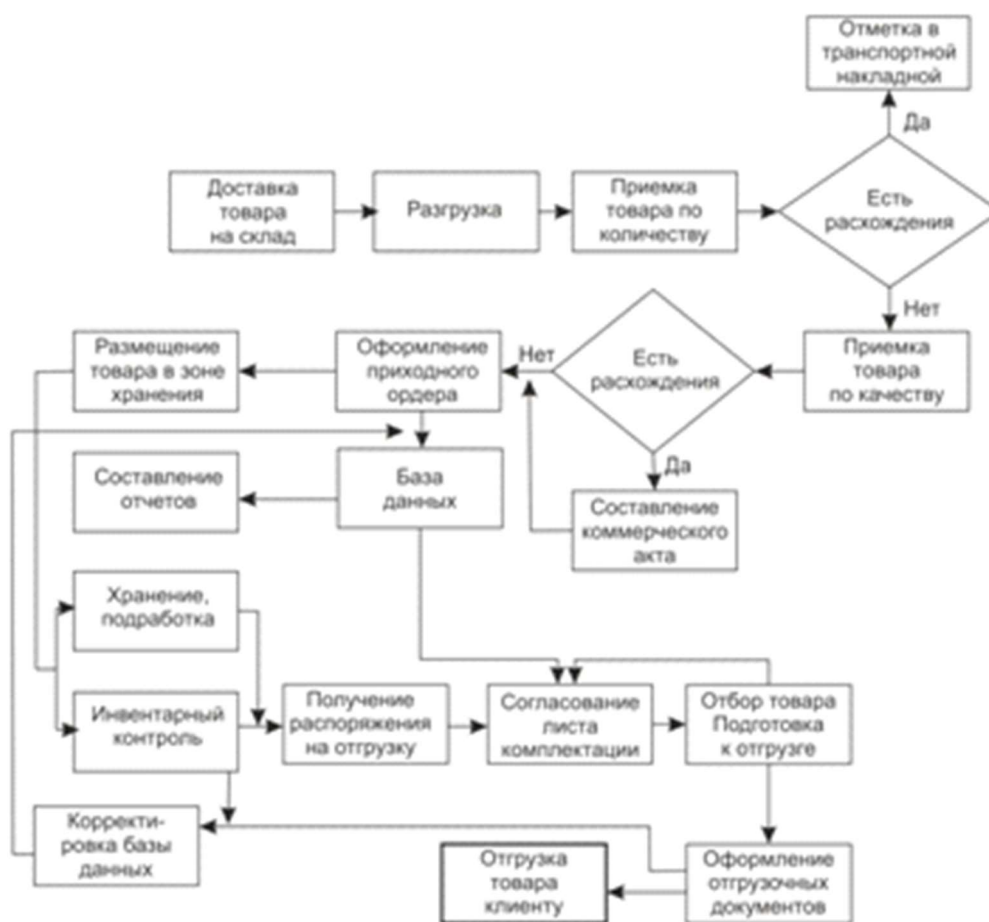 Отметка в
транспортной
накладной
Да
Доставка
товара
на склад
Разгрузка
Приемка
товара по
количеству
Есть
расхождения
Нет
Размещение
товара в зоне
хранения
Оформление
приходного
ордера
Нет
Есть
расхождения
Приемка
товара
по качеству
Да
Составление
отчетов
База
данных
Составление
коммерческого
акта
Хранение,
подработка
Инвентарный
контроль
Получение
распоряжения
на отгрузку
Согласование
листа
комплектации
Отбор товара
Подготовка
к отгрузге
Корректи-
ровка базы
данных
Отгрузка
товара
клиенту
Оформление
отгрузочных
документов